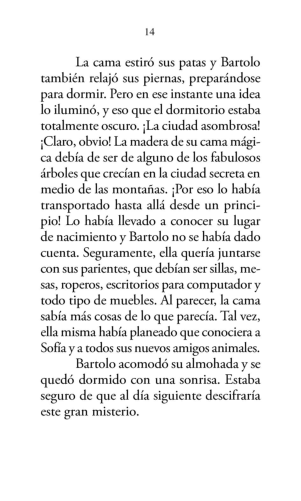 14
La cama estiró sus patas y Bartolo
también relajó sus piernas, preparándose
para dormir. Pero en ese instante una idea
lo iluminó, y eso que el dormitorio estaba
totalmente oscuro. ¡La ciudad asombrosa!
¡Claro, obvio! La madera de su cama mági-
ca debía de ser de alguno de los fabulosos
árboles que crecían en la ciudad secreta en
medio de las montañas. ¡Por eso lo había
transportado hasta allá desde un princi-
pio! Lo había llevado a conocer su lugar
de nacimiento y Bartolo no se había dado
cuenta. Seguramente, ella quería juntarse
con sus parientes, que debían ser sillas, me-
sas, roperos, escritorios para computador y
todo tipo de muebles. Al parecer, la cama
sabía más cosas de lo que parecía. Tal vez,
ella misma había planeado que conociera a
Sofía y a todos sus nuevos amigos animales.
Bartolo acomodó su almohada y se
quedó dormido con una sonrisa. Estaba
seguro de que al día siguiente descifraría
este gran misterio.